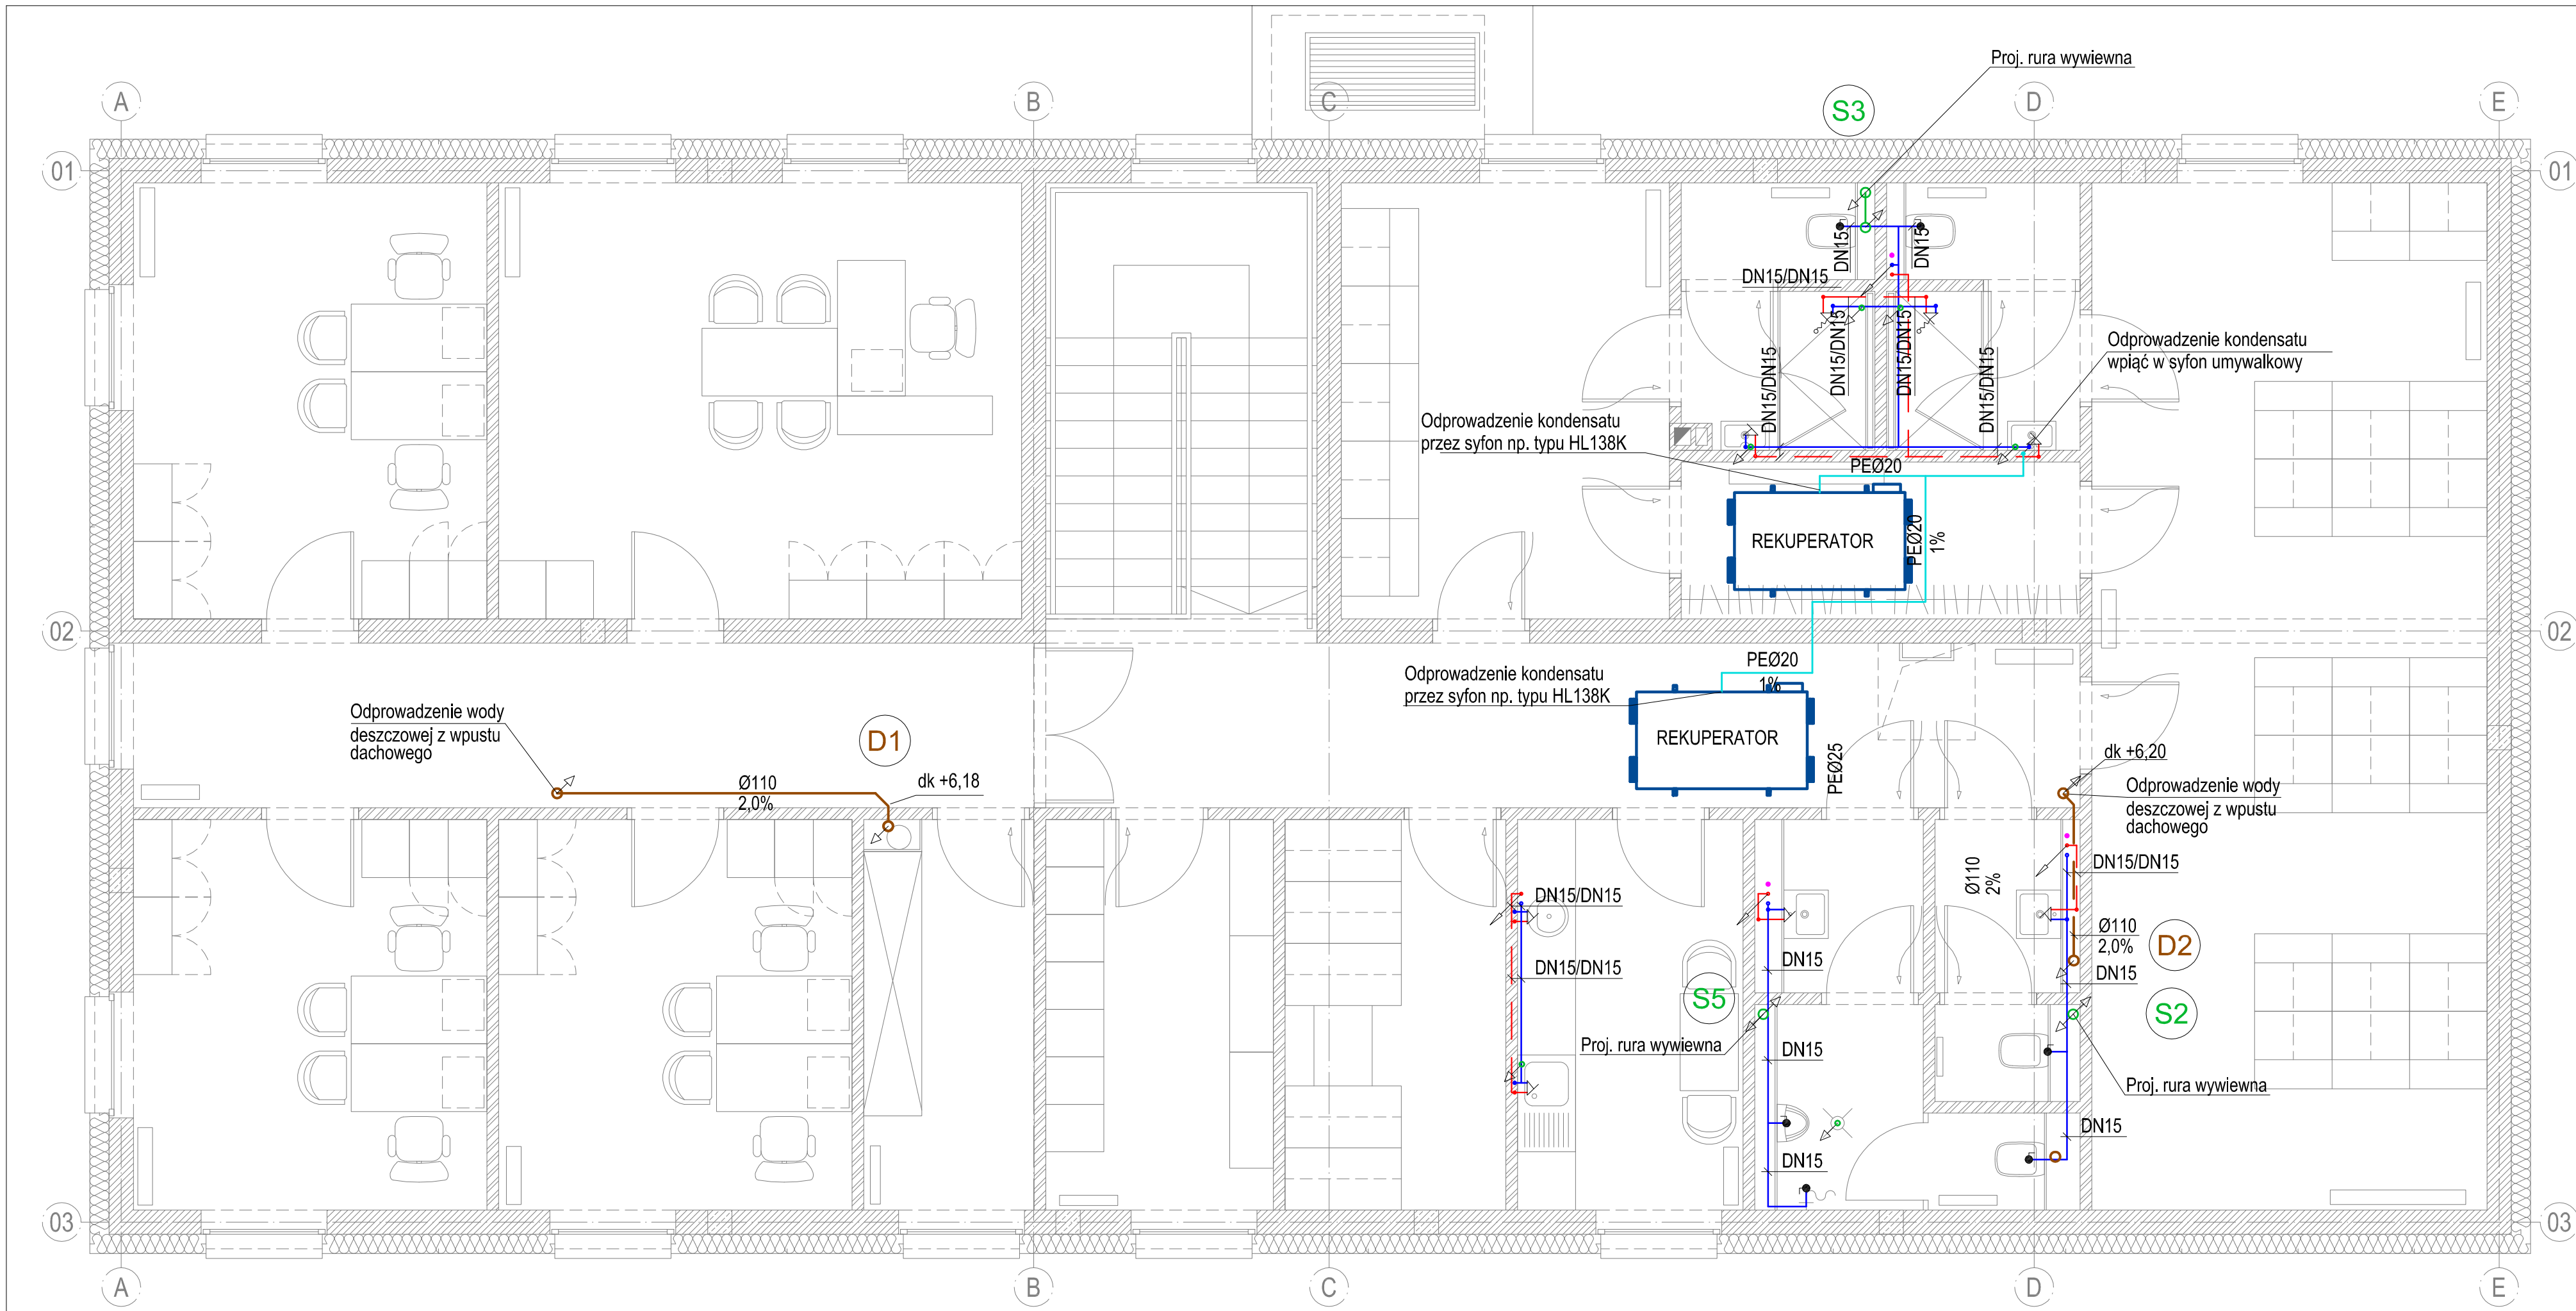 Proj. rura wywiewna
S3
A
B
C
D
E
01
01
DN15
DN15
DN15/DN15
DN15/DN15
DN15/DN15
DN15/DN15
DN15/DN15
Odprowadzenie kondensatu
wpiąć w syfon umywalkowy
Odprowadzenie kondensatu
przez syfon np. typu HL138K
PEØ20
REKUPERATOR
PEØ20
1%
02
02
Odprowadzenie kondensatu
przez syfon np. typu HL138K
PEØ20
1%
REKUPERATOR
PEØ25
Odprowadzenie wody
deszczowej z wpustu
dachowego
D1
Ø110
2,0%
dk +6,18
dk +6,20
Odprowadzenie wody
deszczowej z wpustu
dachowego
DN15/DN15
Ø110
2%
DN15/DN15
Ø110
2,0%
D2
DN15/DN15
DN15
DN15
S5
S2
Proj. rura wywiewna
DN15
Proj. rura wywiewna
DN15
DN15
03
03
A
B
C
D
E